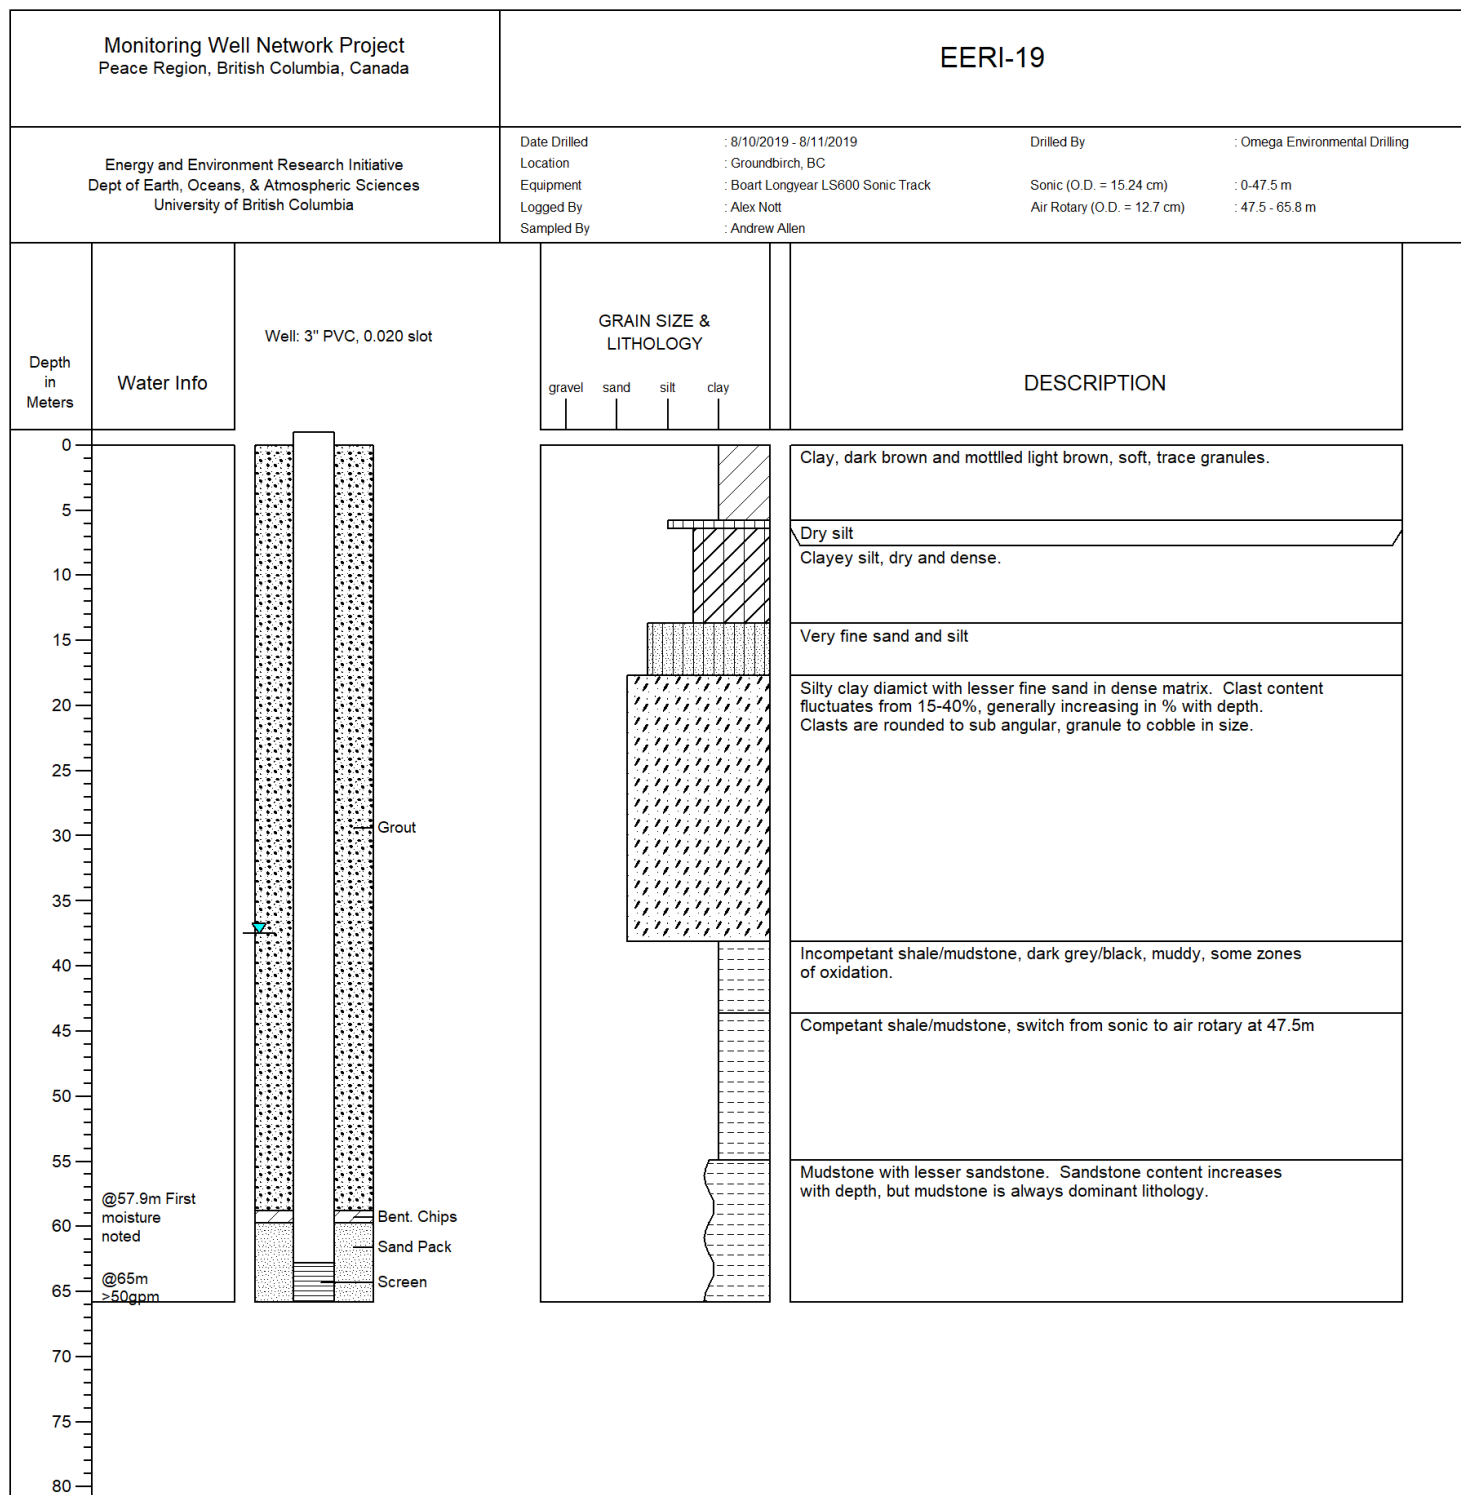 Monitoring Well Network Project
Peace Region, British Columbia, Canada
EERI-19
Energy and Environment Research Initiative
Dept of Earth, Oceans, & Atmospheric Sciences
University of British Columbia
Date Drilled : 8/10/2019 - 8/11/2019 Drilled By : Omega Environmental Drilling
Location : Groundbirch, BC
Equipment : Boart Longyear LS600 Sonic Track Sonic (O.D. = 15.24 cm) : 0-47.5 m
Logged By : Alex Nott Air Rotary (O.D. = 12.7 cm) : 47.5 - 65.8 m
Sampled By : Andrew Allen
Depth
in
Meters
Water Info
Well: 3" PVC, 0.020 slot
GRAIN SIZE &
LITHOLOGY
gravel sand silt clay
DESCRIPTION
0
5
10
15
20
25
30
35
40
45
50
55
60
65
70
75
80
@57.9m First
moisture
noted
@65m
>50gpm
Grout
Bent. Chips
Sand Pack
Screen
Clay, dark brown and mottlled light brown, soft, trace granules.
Dry silt
Clayey silt, dry and dense.
Very fine sand and silt
Silty clay diamict with lesser fine sand in dense matrix. Clast content
fluctuates from 15-40%, generally increasing in % with depth.
Clasts are rounded to sub angular, granule to cobble in size.
Incompetant shale/mudstone, dark grey/black, muddy, some zones
of oxidation.
Competant shale/mudstone, switch from sonic to air rotary at 47.5m
Mudstone with lesser sandstone. Sandstone content increases
with depth, but mudstone is always dominant lithology.